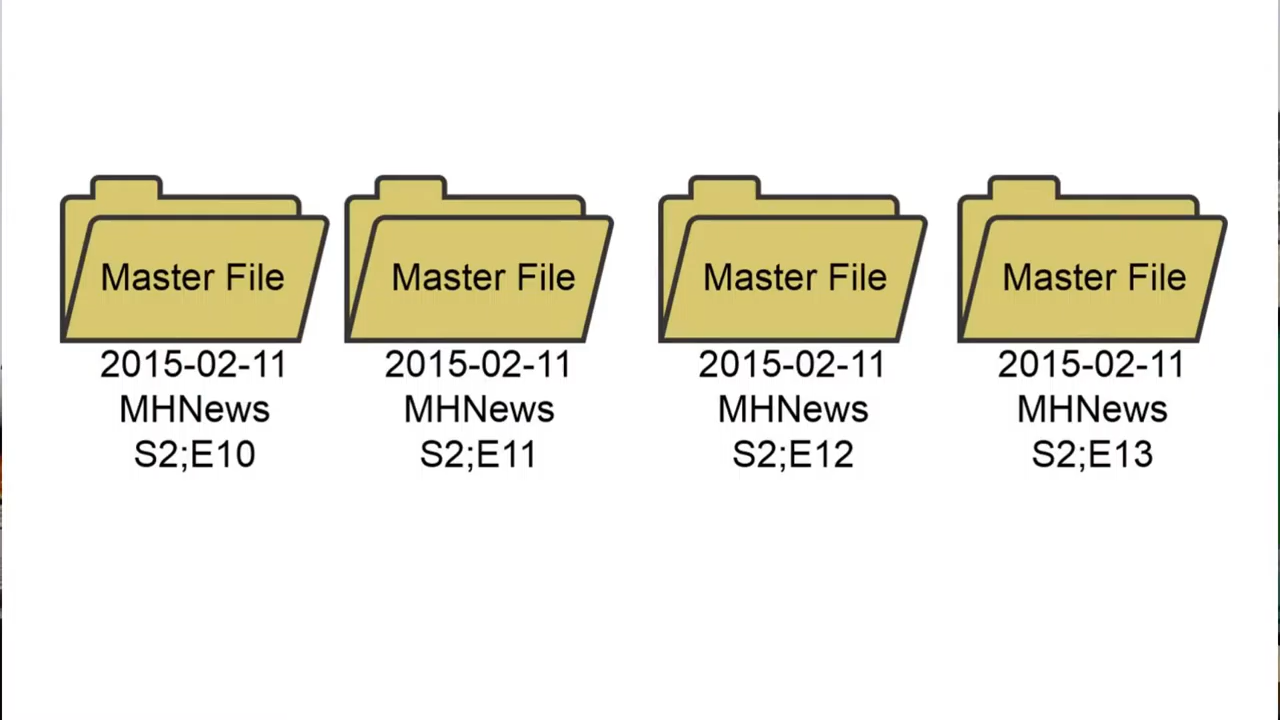 Master File
2015-02-11
MHNews
S2;E10
Master File
2015-02-11
MHNews
S2;E11
Master File
2015-02-11
MHNews
S2;E12
Master File
2015-02-11
MHNews
S2;E13